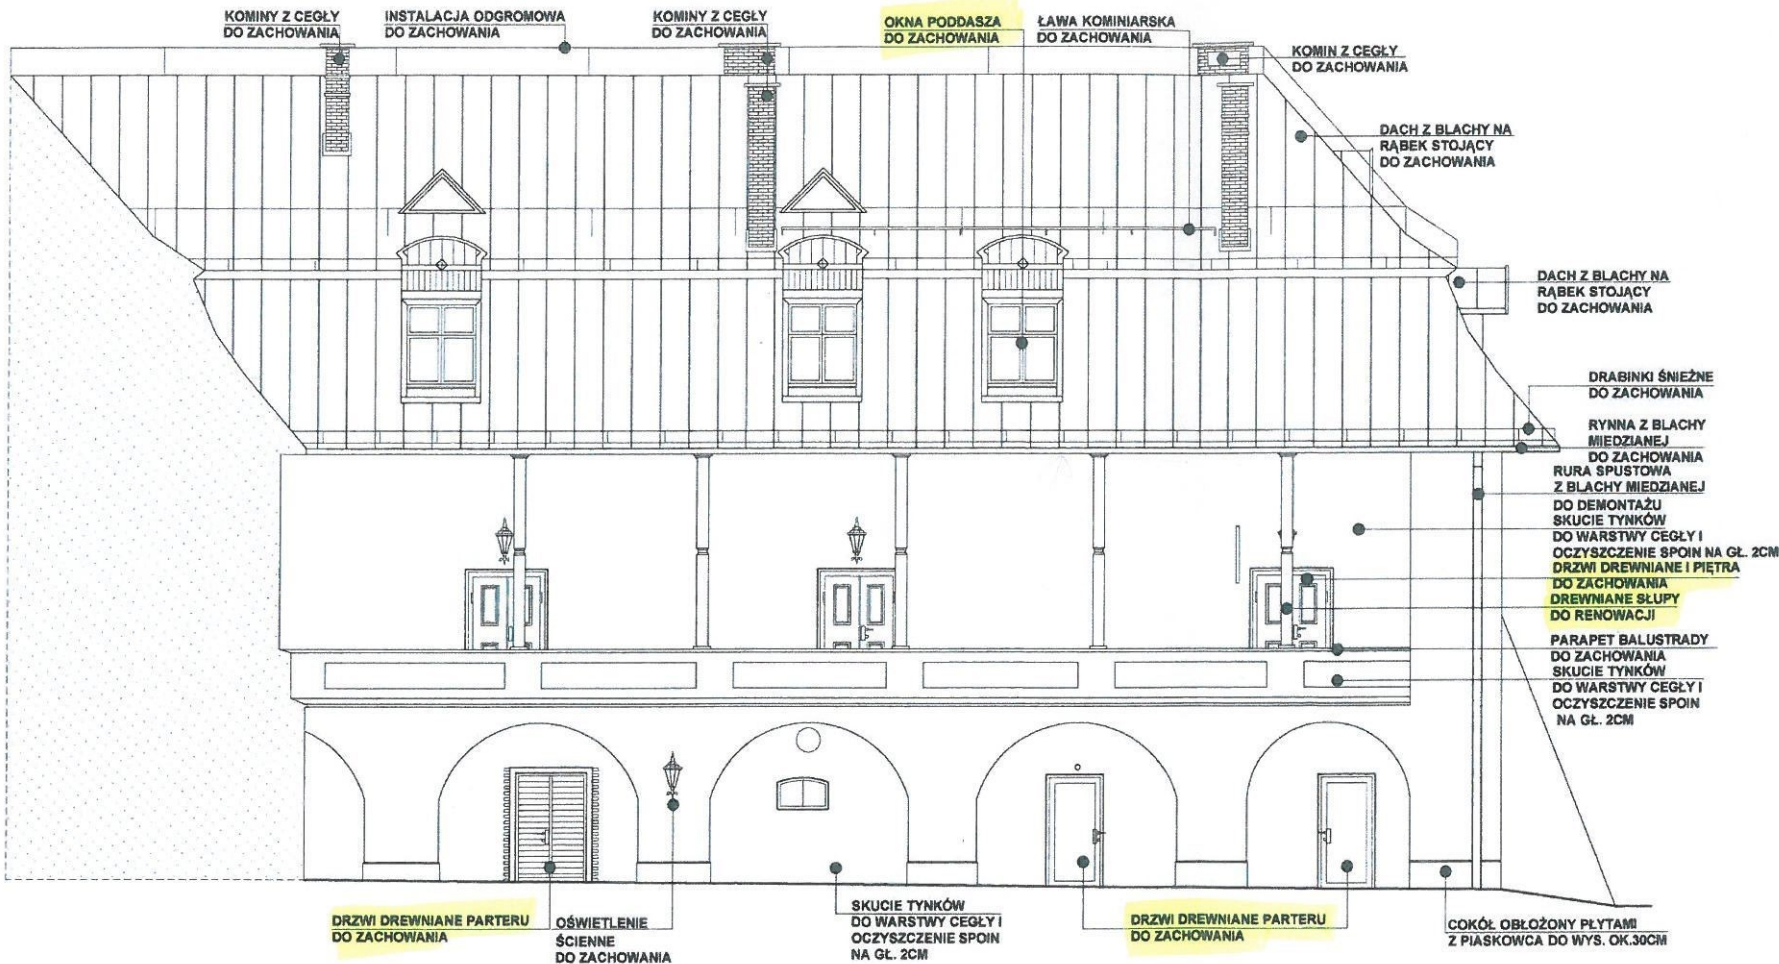 KOMINY Z CEGŁY
DO ZACHOWANIA
INSTALACJA ODGROMOWA
DO ZACHOWANIA
KOMINY Z CEGŁY
DO ZACHOWANIA
OKNA PODDASZA
DO ZACHOWANIA
ŁAWA KOMINIARSKA
DO ZACHOWANIA
KOMIN Z CEGŁY
DO ZACHOWANIA
DACH Z BLACHY NA
RĄBEK STOJĄCY
DO ZACHOWANIA
DACH Z BLACHY NA
RĄBEK STOJĄCY
DO ZACHOWANIA
DRABINKI ŚNIEŻNE
DO ZACHOWANIA
RYNNA Z BLACHY
MIEDZIANEJ
DO ZACHOWANIA
RURA SPUSTOWA
Z BLACHY MIEDZIANEJ
DO DEMONTAŻU
SKUCIE TYNKÓW
DO WARSTWY CEGŁY I
OCZYSZCZENIE SPOIN NA GŁ. 2CM
DRZWI DREWNIANE I PIĘTRA
DO ZACHOWANIA
DREWNIANE SŁUPY
DO RENOWACJI
PARAPET BALUSTRADY
DO ZACHOWANIA
SKUCIE TYNKÓW
DO WARSTWY CEGŁY I
OCZYSZCZENIE SPOIN
NA GŁ. 2CM
DRZWI DREWNIANE PARTERU
DO ZACHOWANIA
OŚWIETLENIE
ŚCIENNE
DO ZACHOWANIA
SKUCIE TYNKÓW
DO WARSTWY CEGŁY I
OCZYSZCZENIE SPOIN
NA GŁ. 2CM
DRZWI DREWNIANE PARTERU
DO ZACHOWANIA
COKÓŁ OBŁOŻONY PŁYTAMI
Z PIASKOWCA DO WYS. OK.30CM